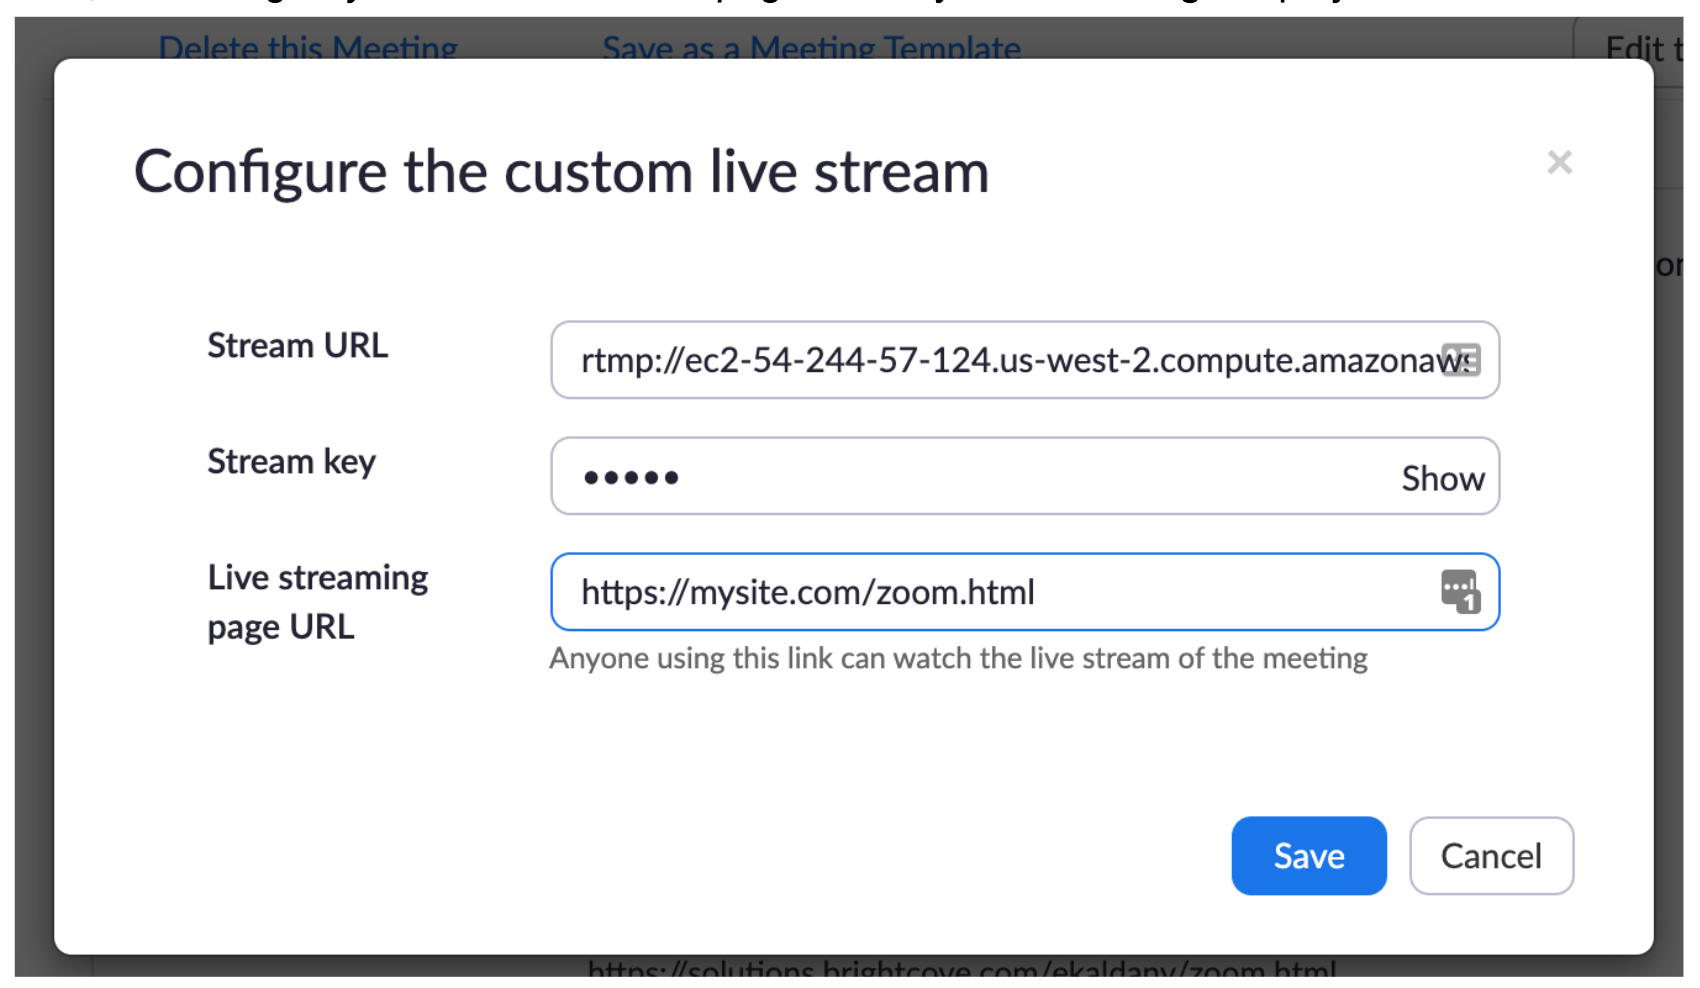 Delete this Meeting Save as a Meeting Template Edit t
Configure the custom live stream ×
Stream URL rtmp://ec2-54-244-57-124.us-west-2.compute.amazonaws
Stream key ••••• Show
Live streaming
page URL https://mysite.com/zoom.html
Anyone using this link can watch the live stream of the meeting
Save Cancel
https://solutions.brightcove.com/ekaldany/zoom.html